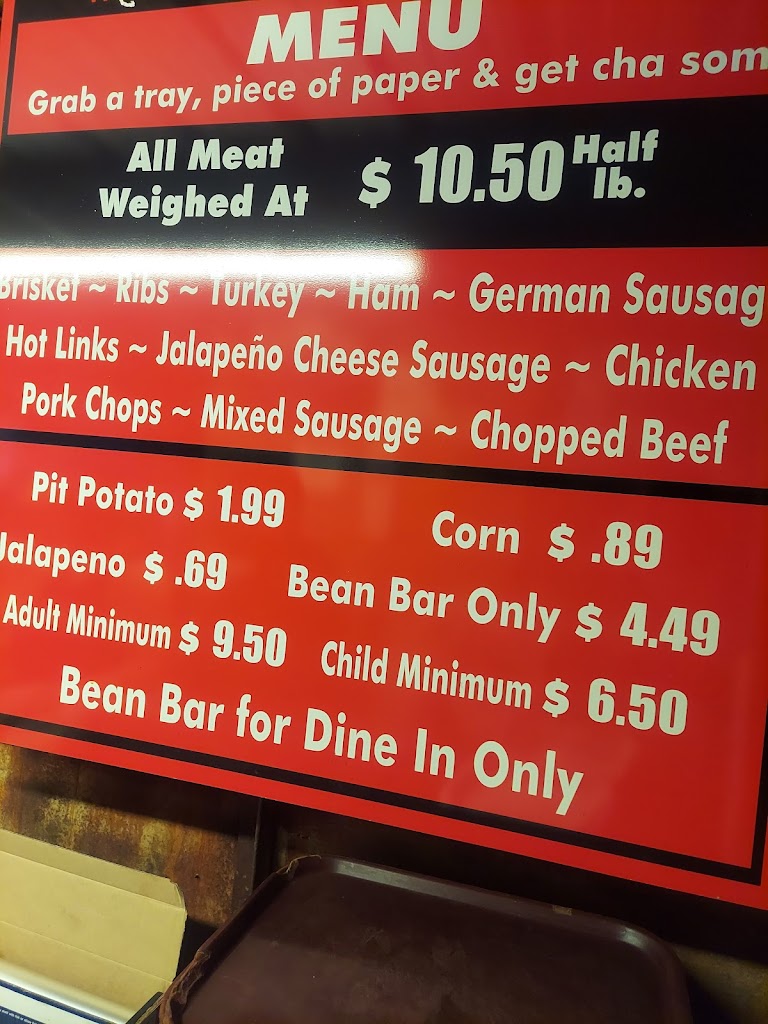 MENU
Grab a tray, piece of paper & get cha som
All Meat
Weighed At
$ 10.50 Half
lb.
Brisket ~ Ribs ~ Turkey ~ Ham ~ German Sausag
Hot Links ~ Jalapeño Cheese Sausage ~ Chicken
Pork Chops ~ Mixed Sausage ~ Chopped Beef
Pit Potato $ 1.99
Corn $ .89
Jalapeno $ .69
Bean Bar Only $ 4.49
Adult Minimum $ 9.50
Child Minimum $ 6.50
Bean Bar for Dine In Only